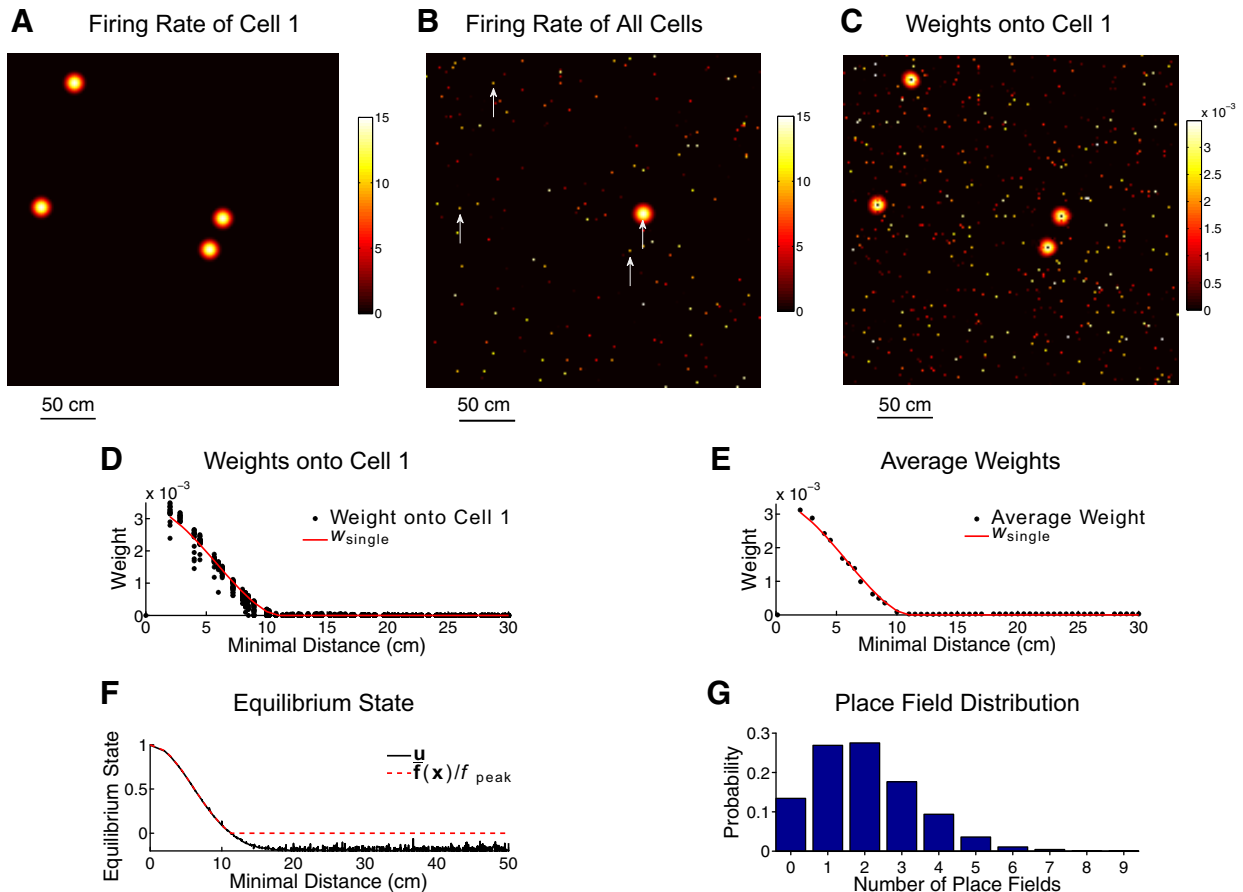 A Firing Rate of Cell 1
15
10
5
0
50 cm
B Firing Rate of All Cells
15
10
5
0
50 cm
C Weights onto Cell 1
x 10⁻³
3
2.5
2
1.5
1
0.5
0
50 cm
D Weights onto Cell 1
x 10⁻³
3
2
1
0
Weight
Weight onto Cell 1
w single
0 5 10 15 20 25 30
Minimal Distance (cm)
E Average Weights
x 10⁻³
3
2
1
0
Weight
Average Weight
w single
0 5 10 15 20 25 30
Minimal Distance (cm)
F Equilibrium State
1
0.5
0
Equilibrium State
u
f(x)/f peak
0 10 20 30 40 50
Minimal Distance (cm)
G Place Field Distribution
0.3
0.2
0.1
0
Probability
0 1 2 3 4 5 6 7 8 9
Number of Place Fields